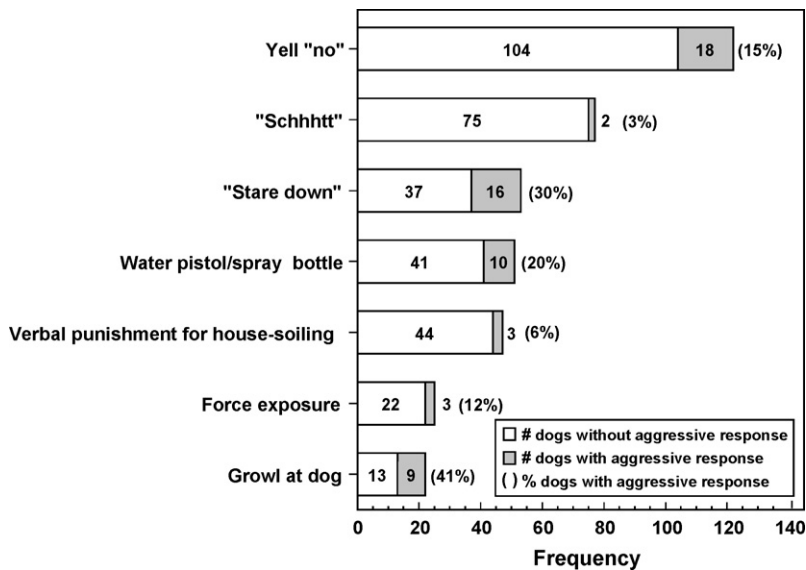 Yell "no"
104 18 (15%)
"Schhhtt"
75 2 (3%)
"Stare down"
37 16 (30%)
Water pistol/spray bottle
41 10 (20%)
Verbal punishment for house-soiling
44 3 (6%)
Force exposure
22 3 (12%)
Growl at dog
13 9 (41%)
# dogs without aggressive response
# dogs with aggressive response
( ) % dogs with aggressive response
0 20 40 60 80 100 120 140
Frequency